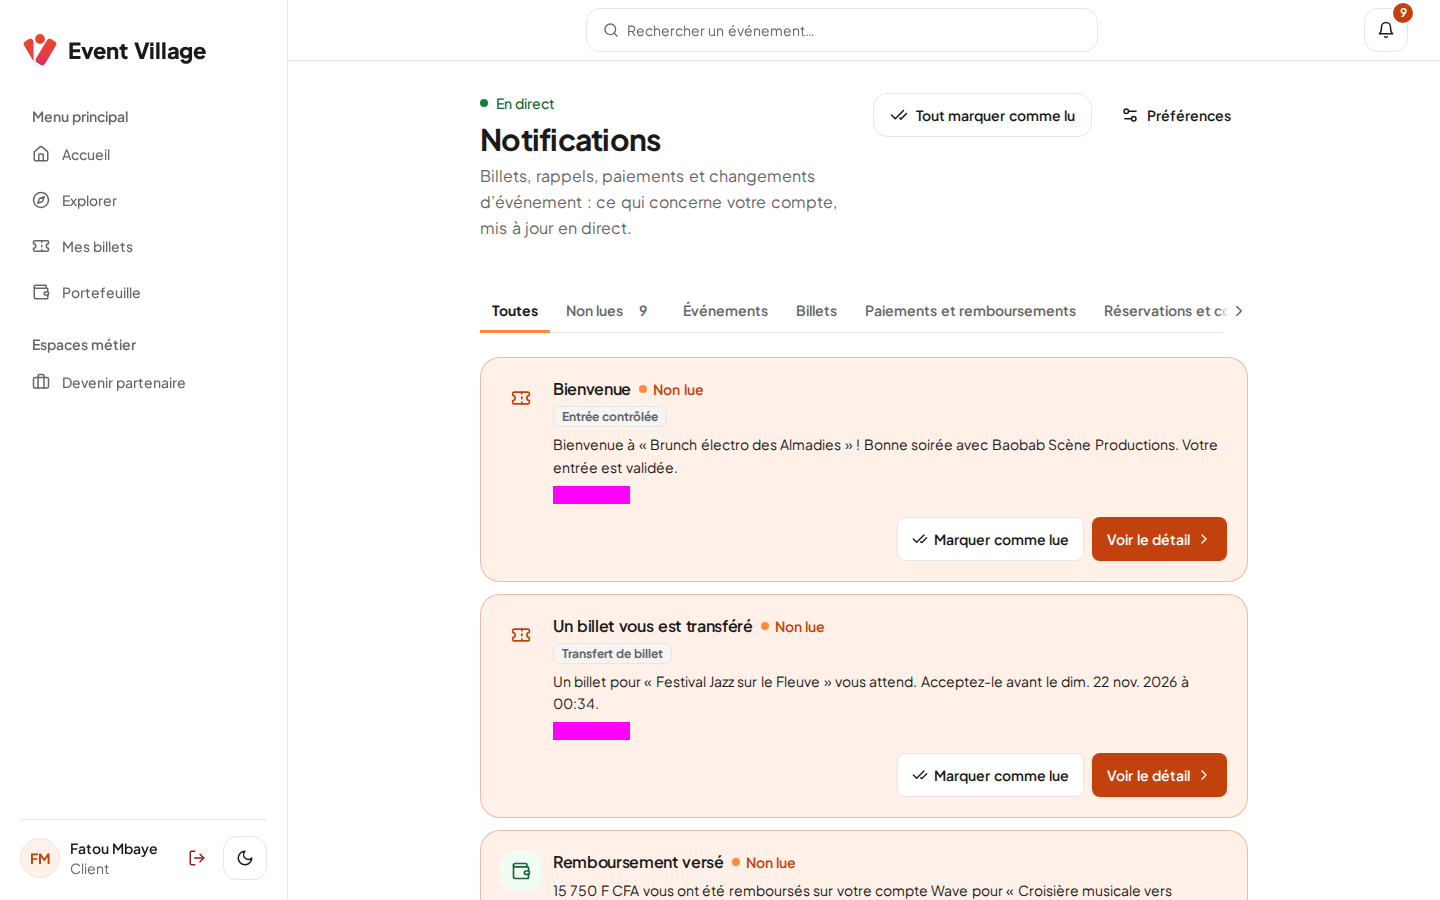 Event Village
Rechercher un événement…
9
Menu principal
Accueil
Explorer
Mes billets
Portefeuille
Espaces métier
Devenir partenaire
FM
Fatou Mbaye
Client
En direct
Notifications
Billets, rappels, paiements et changements
d’événement : ce qui concerne votre compte,
mis à jour en direct.
Tout marquer comme lu
Préférences
Toutes
Non lues 9
Événements
Billets
Paiements et remboursements
Réservations et
Bienvenue
Non lue
Entrée contrôlée
Bienvenue à « Brunch électro des Almadies » ! Bonne soirée avec Baobab Scène Productions. Votre
entrée est validée.
Marquer comme lue
Voir le détail
Un billet vous est transféré
Non lue
Transfert de billet
Un billet pour « Festival Jazz sur le Fleuve » vous attend. Acceptez-le avant le dim. 22 nov. 2026 à
00:34.
Marquer comme lue
Voir le détail
Remboursement versé
Non lue
15 750 F CFA vous ont été remboursés sur votre compte Wave pour « Croisière musicale vers